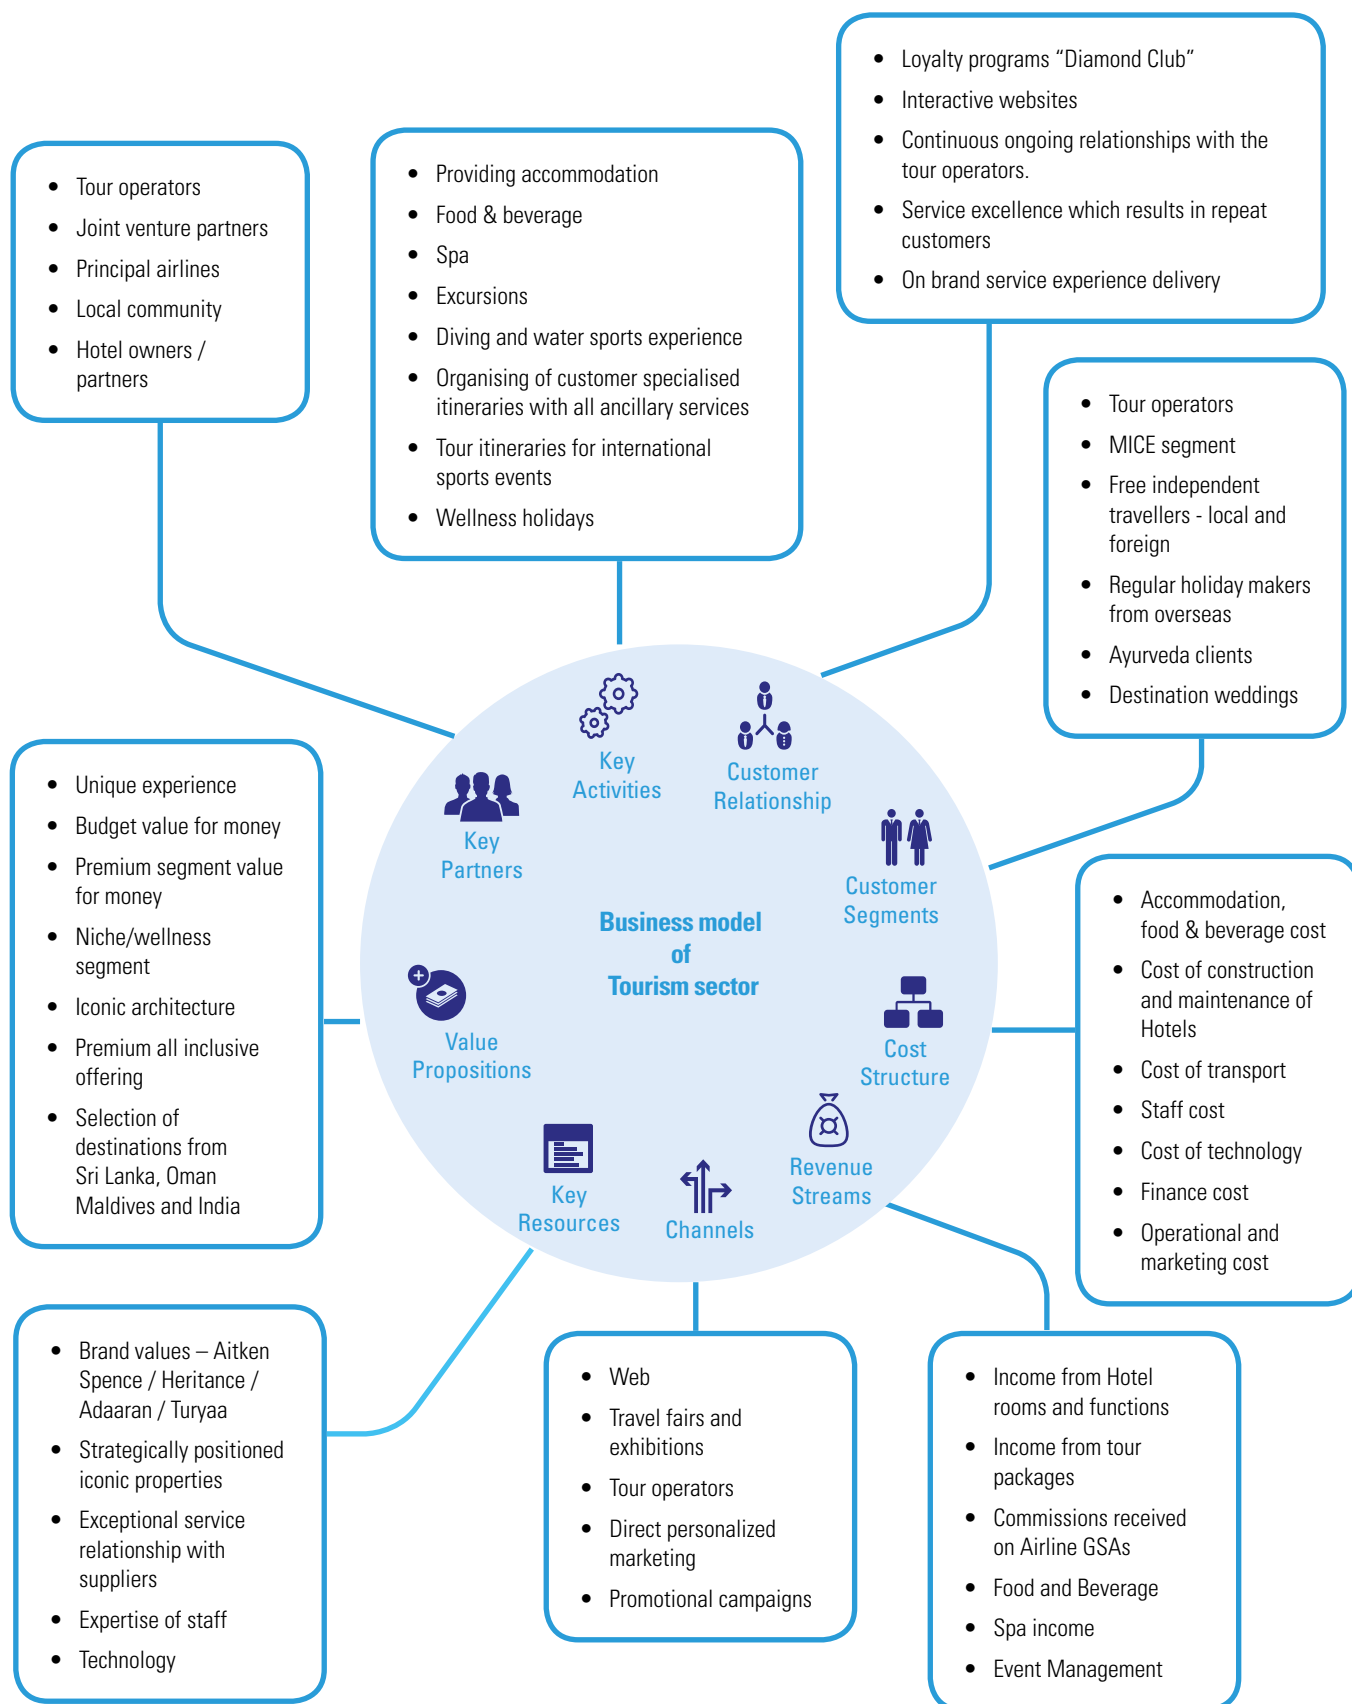 • Loyalty programs “Diamond Club”
• Interactive websites
• Continuous ongoing relationships with the
tour operators.
• Service excellence which results in repeat
customers
• On brand service experience delivery
• Tour operators
• Joint venture partners
• Principal airlines
• Local community
• Hotel owners /
partners
• Providing accommodation
• Food & beverage
• Spa
• Excursions
• Diving and water sports experience
• Organising of customer specialised
itineraries with all ancillary services
• Tour itineraries for international
sports events
• Wellness holidays
• Tour operators
• MICE segment
• Free independent
travellers - local and
foreign
• Regular holiday makers
from overseas
• Ayurveda clients
• Destination weddings
Key
Activities
Customer
Relationship
Key
Partners
Customer
Segments
Business model
of
Tourism sector
Value
Propositions
Cost
Structure
Key
Resources
Channels
Revenue
Streams
• Unique experience
• Budget value for money
• Premium segment value
for money
• Niche/wellness
segment
• Iconic architecture
• Premium all inclusive
offering
• Selection of
destinations from
Sri Lanka, Oman
Maldives and India
• Accommodation,
food & beverage cost
• Cost of construction
and maintenance of
Hotels
• Cost of transport
• Staff cost
• Cost of technology
• Finance cost
• Operational and
marketing cost
• Brand values – Aitken
Spence / Heritance /
Adaaran / Turyaa
• Strategically positioned
iconic properties
• Exceptional service
relationship with
suppliers
• Expertise of staff
• Technology
• Web
• Travel fairs and
exhibitions
• Tour operators
• Direct personalized
marketing
• Promotional campaigns
• Income from Hotel
rooms and functions
• Income from tour
packages
• Commissions received
on Airline GSAs
• Food and Beverage
• Spa income
• Event Management